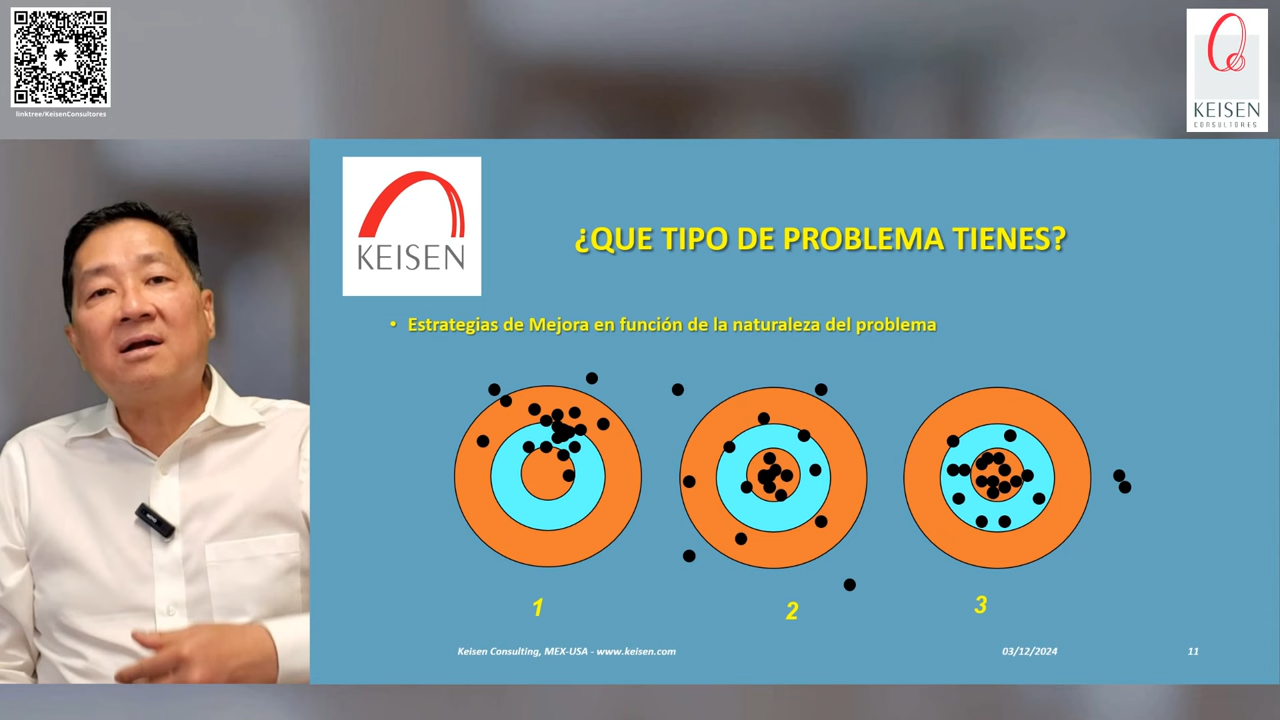 linktree/KeisenConsultores
KEISEN
CONSULTORES
KEISEN
¿QUE TIPO DE PROBLEMA TIENES?
• Estrategias de Mejora en función de la naturaleza del problema
1
2
3
Keisen Consulting, MEX-USA - www.keisen.com
03/12/2024
11